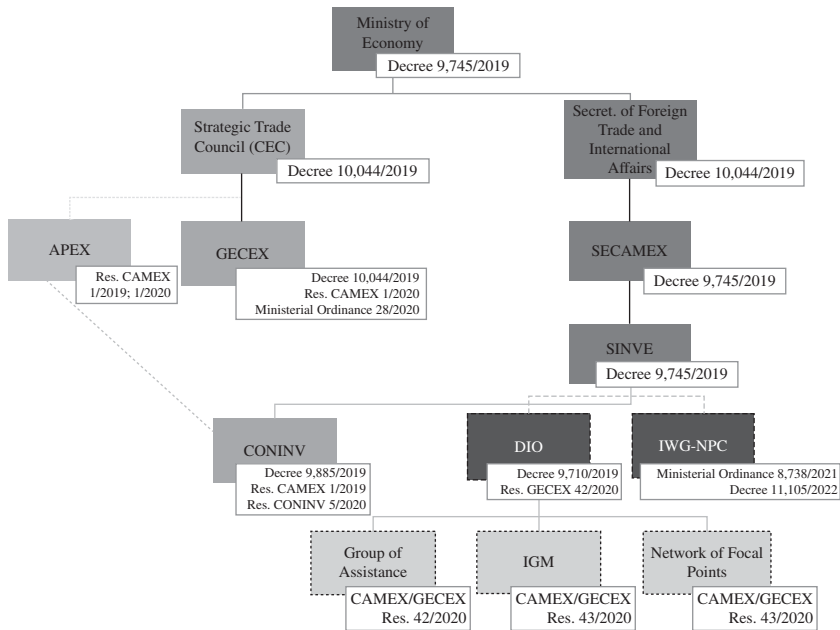 Ministry of
Economy
Decree 9,745/2019
Strategic Trade
Council (CEC)
Decree 10,044/2019
Secret. of Foreign
Trade and
International
Affairs
Decree 10,044/2019
APEX
Res. CAMEX
1/2019; 1/2020
GECEX
Decree 10,044/2019
Res. CAMEX 1/2020
Ministerial Ordinance 28/2020
SECAMEX
Decree 9,745/2019
SINVE
Decree 9,745/2019
CONINV
Decree 9,885/2019
Res. CAMEX 1/2019
Res. CONINV 5/2020
DIO
Decree 9,710/2019
Res. GECEX 42/2020
IWG-NPC
Ministerial Ordinance 8,738/2021
Decree 11,105/2022
Group of
Assistance
CAMEX/GECEX
Res. 42/2020
IGM
CAMEX/GECEX
Res. 43/2020
Network of Focal
Points
CAMEX/GECEX
Res. 43/2020